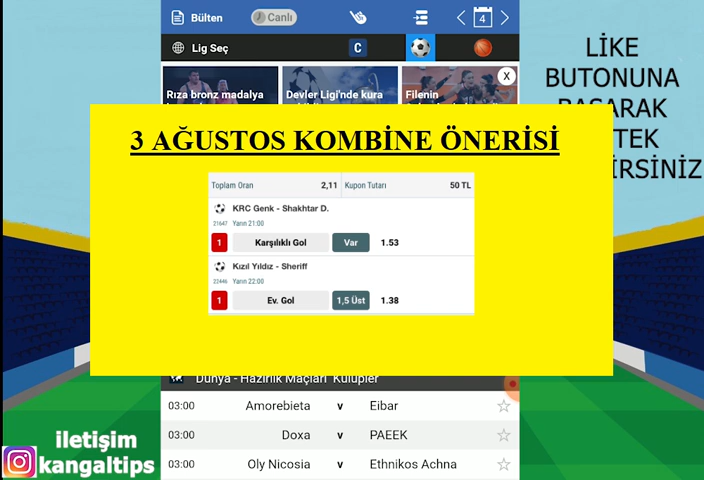 Bülten
Canlı
4
Lig Seç
C
Rıza bronz madalya
Devler Ligi'nde kura
Filenin
X
LİKE
BUTONUNA
BASARAK
3 AĞUSTOS KOMBİNE ÖNERİSİ
Toplam Oran 2,11 Kupon Tutarı 50 TL
KRC Genk - Shakhtar D.
21647 Yarın 21:00
1 Karşılıklı Gol Var 1.53
Kızıl Yıldız - Sheriff
22446 Yarın 22:00
1 Ev. Gol 1,5 Üst 1.38
Dünya - Hazırlık Maçları Kulüpler
03:00 Amorebieta v Eibar
03:00 Doxa v PAEEK
03:00 Oly Nicosia v Ethnikos Achna
iletişim
kangaltips